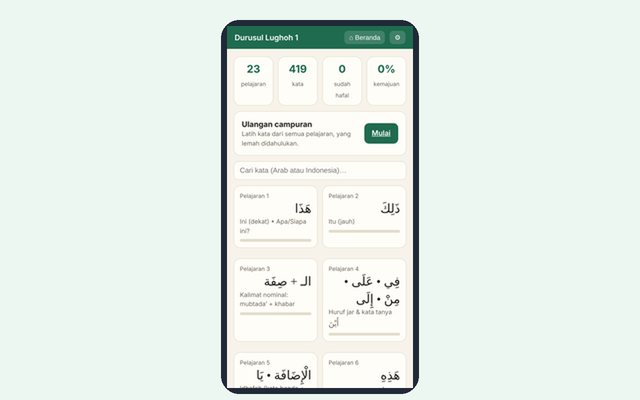 Durusul Lughoh 1
⌂ Beranda
⚙
23
pelajaran
419
kata
0
sudah
hafal
0%
kemajuan
Ulangan campuran
Latih kata dari semua pelajaran, yang
lemah didahulukan.
Mulai
Cari kata (Arab atau Indonesia)...
Pelajaran 1
هَذَا
Ini (dekat) • Apa/Siapa
ini?
Pelajaran 2
ذَلِكَ
Itu (jauh)
Pelajaran 3
الـ + صِفَة
Kalimat nominal:
mubtada' + khabar
Pelajaran 4
فِي • عَلَى •
مِنْ • إِلَى
Huruf jar & kata tanya
أَيْنَ
Pelajaran 5
الْإِضَافَة • يَا
Pelajaran 6
هَذِهِ